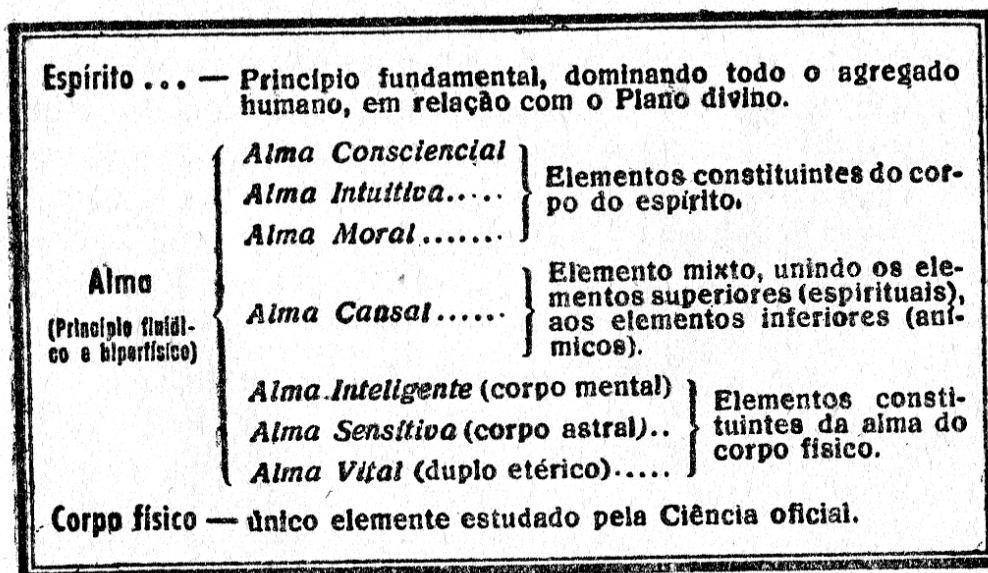 Espírito ... — Princípio fundamental, dominando todo o agregado
humano, em relação com o Plano divino.
Alma Consciencial
Alma Intuitiva.....
Alma Moral.......
Elementos constituintes do cor-
po do espírito.
Alma
(Princípio fluídi-
co e hiperfísico)
Alma Causal......
Elemento mixto, unindo os ele-
mentos superiores (espirituais),
aos elementos inferiores (aní-
micos).
Alma Inteligente (corpo mental)
Alma Sensitiva (corpo astral)..
Alma Vital (duplo etérico).....
Elementos consti-
tuintes da alma do
corpo físico.
Corpo físico — único elemente estudado pela Ciência oficial.